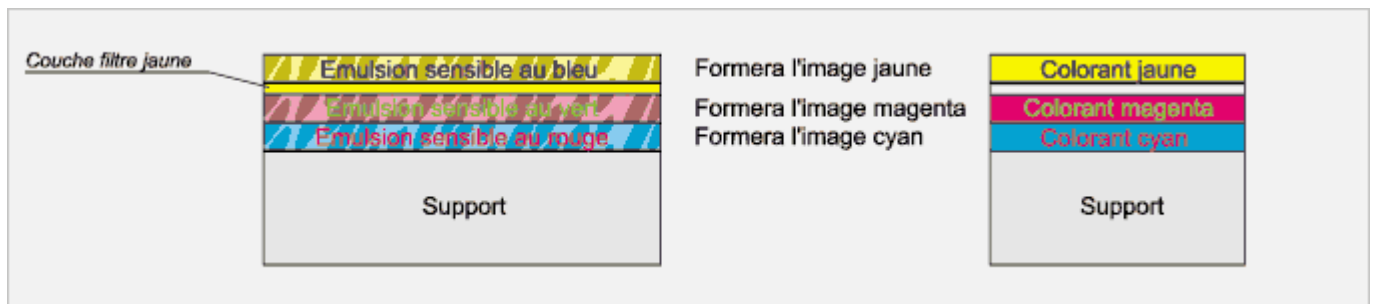 Couche filtre jaune
Emulsion sensible au bleu
Formera l'image jaune
Colorant jaune
Emulsion sensible au vert
Formera l'image magenta
Colorant magenta
Emulsion sensible au rouge
Formera l'image cyan
Colorant cyan
Support
Support